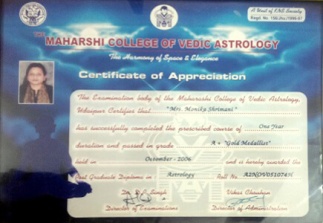 A Unit of F.R.E. Society
Regd. No.
The MAHARSHI COLLEGE OF VEDIC ASTROLOGY
The Harmony of Space & Elegance
Certificate of Appreciation
The Examination body of the Maharshi College of Vedic Astrology,
Udaipur Certifies that "Mrs. Monika Shrimani"
has successfully completed the prescribed course of One Year
duration and passed in grade A + "Gold Medallist"
held in October - 2006 and is hereby awarded the
Post Graduate Diploma in Astrology Roll No.
Director of Examinations Director of Administration